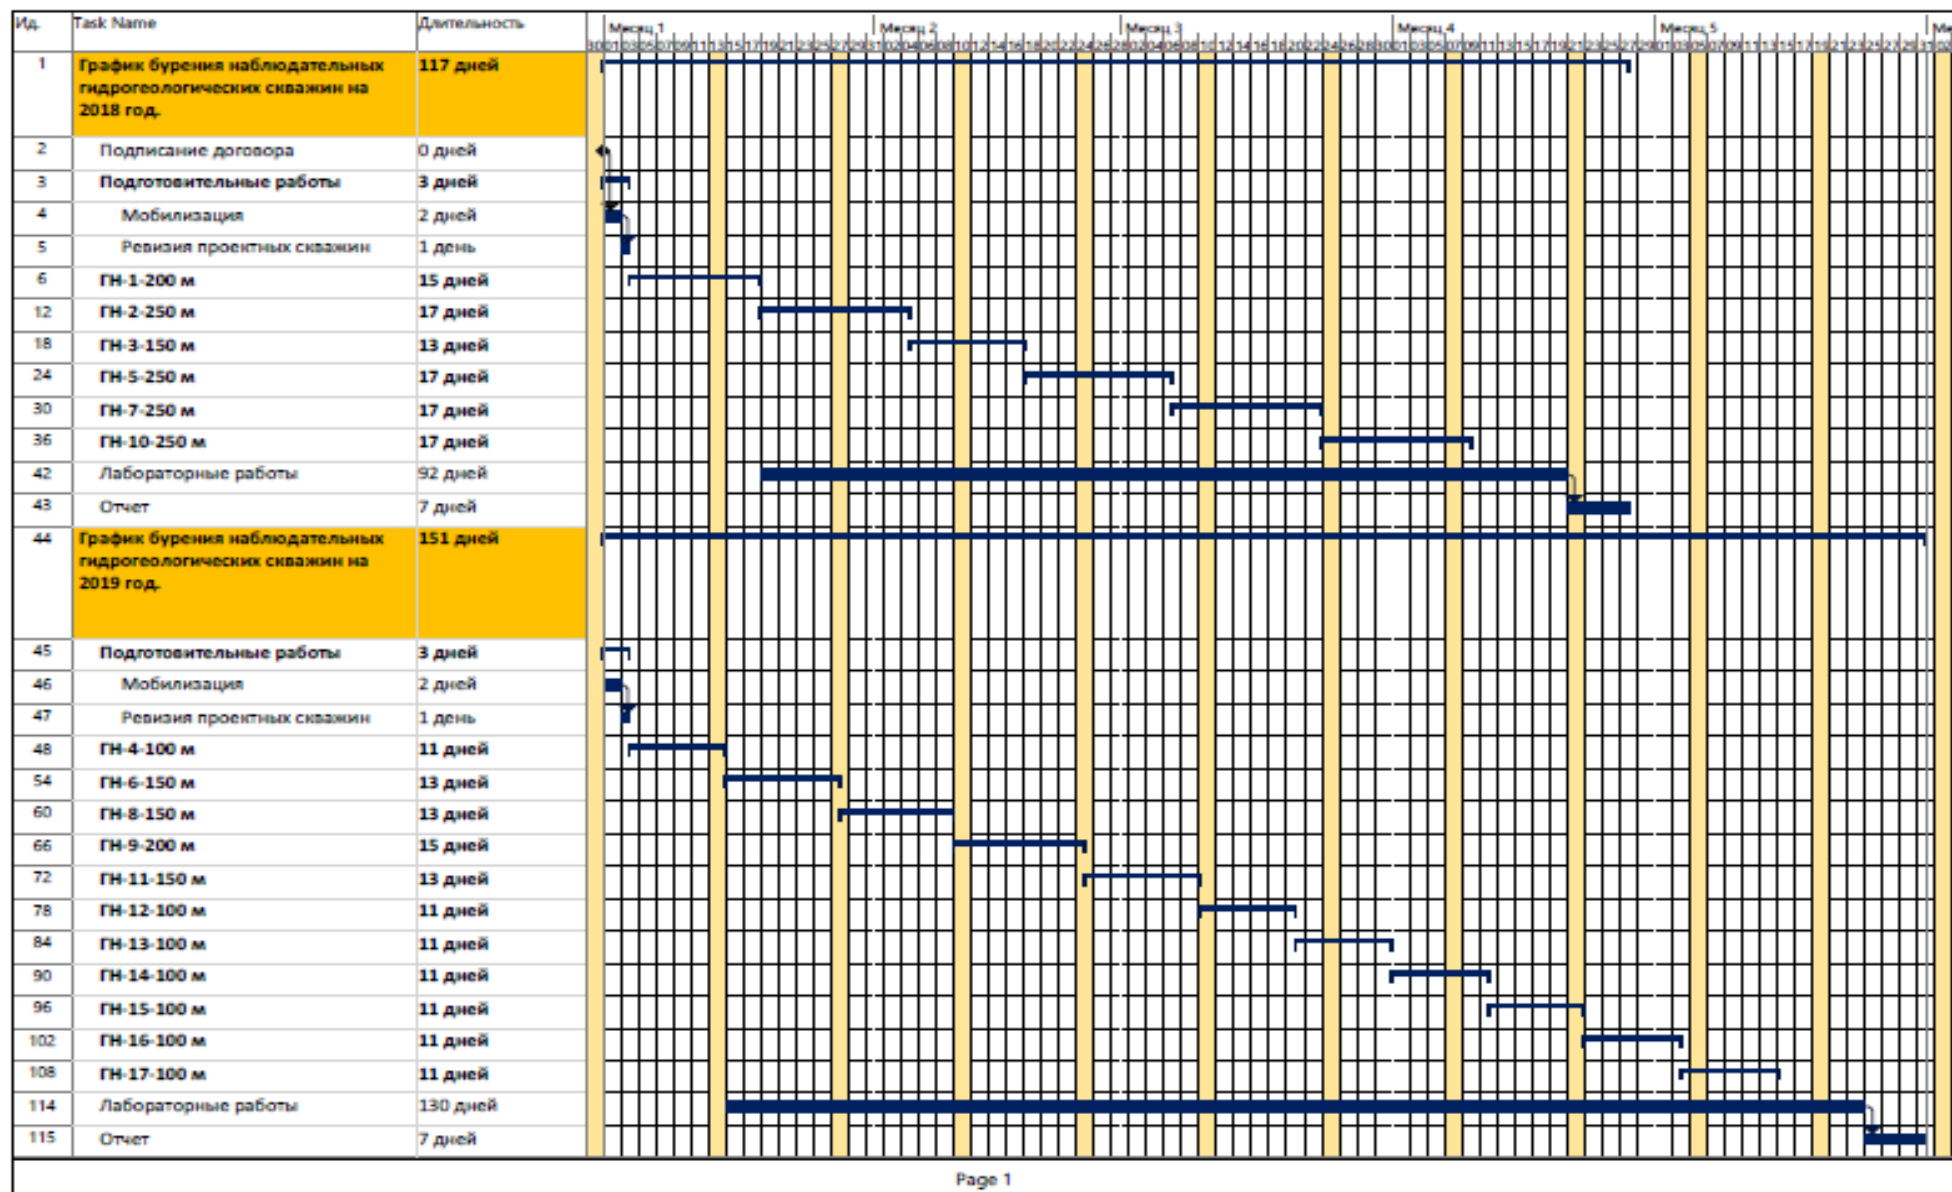 Ид. Task Name Длительность Месяц 1 Месяц 2 Месяц 3 Месяц 4 Месяц 5
1 График бурения наблюдательных 117 дней
гидрогеологических скважин на
2018 год.
2 Подписание договора 0 дней
3 Подготовительные работы 3 дней
4 Мобилизация 2 дней
5 Ревизия проектных скважин 1 день
6 ГН-1-200 м 15 дней
12 ГН-2-250 м 17 дней
18 ГН-3-150 м 13 дней
24 ГН-5-250 м 17 дней
30 ГН-7-250 м 17 дней
36 ГН-10-250 м 17 дней
42 Лабораторные работы 92 дней
43 Отчет 7 дней
44 График бурения наблюдательных 151 дней
гидрогеологических скважин на
2019 год.
45 Подготовительные работы 3 дней
46 Мобилизация 2 дней
47 Ревизия проектных скважин 1 день
48 ГН-4-100 м 11 дней
54 ГН-6-150 м 13 дней
60 ГН-8-150 м 13 дней
66 ГН-9-200 м 15 дней
72 ГН-11-150 м 13 дней
78 ГН-12-100 м 11 дней
84 ГН-13-100 м 11 дней
90 ГН-14-100 м 11 дней
96 ГН-15-100 м 11 дней
102 ГН-16-100 м 11 дней
108 ГН-17-100 м 11 дней
114 Лабораторные работы 130 дней
115 Отчет 7 дней
Page 1